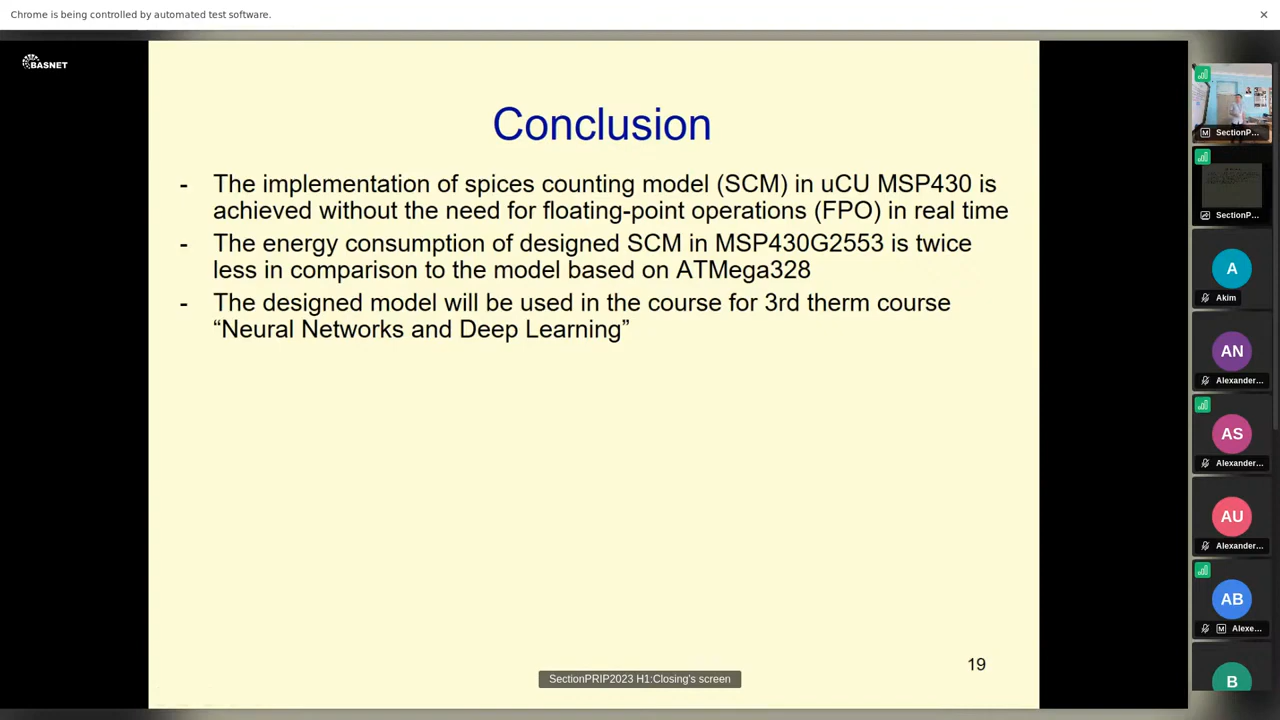 Chrome is being controlled by automated test software.
BASNET
Conclusion
- The implementation of spices counting model (SCM) in uCU MSP430 is
achieved without the need for floating-point operations (FPO) in real time
- The energy consumption of designed SCM in MSP430G2553 is twice
less in comparison to the model based on ATMega328
- The designed model will be used in the course for 3rd therm course
“Neural Networks and Deep Learning”
19
SectionPRIP2023 H1:Closing's screen
SectionP...
SectionP...
A
Akim
AN
Alexander...
AS
Alexander...
AU
Alexander...
AB
M Alexe...
B